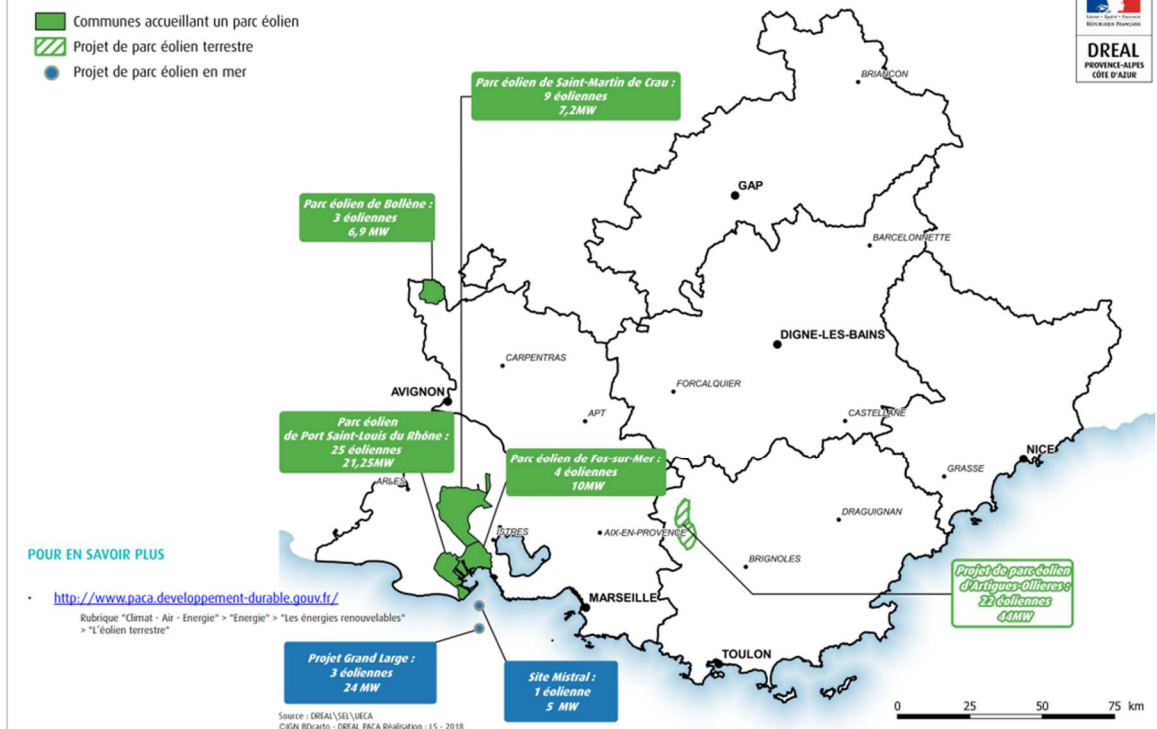 Communes accueillant un parc éolien
Projet de parc éolien terrestre
Projet de parc éolien en mer
Liberté • Égalité • Fraternité
RÉPUBLIQUE FRANÇAISE
DREAL
PROVENCE-ALPES
CÔTE D'AZUR
Parc éolien de Saint-Martin de Crau :
9 éoliennes
7,2MW
BRIANCON
GAP
Parc éolien de Bollène :
3 éoliennes
6,9 MW
BARCELONNETTE
DIGNE-LES-BAINS
CARPENTRAS
FORCALQUIER
AVIGNON
APT
CASTELLANE
Parc éolien
de Port Saint-Louis du Rhône :
25 éoliennes
21,25MW
Parc éolien de Fos-sur-Mer :
4 éoliennes
10MW
NICE
GRASSE
ARLES
DRAGUIGNAN
ISTRES
AIX-EN-PROVENCE
BRIGNOLES
Projet de parc éolien
d'Artigues-Ollieres :
22 éoliennes
44MW
POUR EN SAVOIR PLUS
• http://www.paca.developpement-durable.gouv.fr/
Rubrique "Climat - Air - Energie" > "Energie" > "Les énergies renouvelables"
> "L'éolien terrestre"
MARSEILLE
TOULON
Projet Grand Large :
3 éoliennes
24 MW
Site Mistral :
1 éolienne
5 MW
0 25 50 75 km
Source : DREAL\SEL\UECA
©IGN BDcarto - DREAL PACA Réalisation : LS - 2018